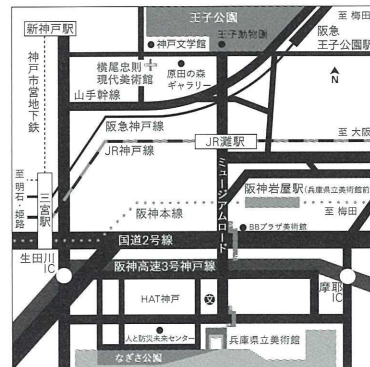 王子公園
至 梅田
新神戸駅
神戸文学館
王子動物園
阪急
王子公園駅
横尾忠則
現代美術館
原田の森
ギャラリー
N
神戸市営地下鉄
山手幹線
阪急神戸線
JR灘駅
至 大阪
JR神戸線
ミュージアムロード
至 明石・姫路
三宮駅
阪神岩屋駅(兵庫県立美術館前)
阪神本線
至 梅田
BBプラザ美術館
国道2号線
生田川
IC
阪神高速3号神戸線
摩耶
IC
HAT神戸
文
人と防災未来センター
兵庫県立美術館
なぎさ公園